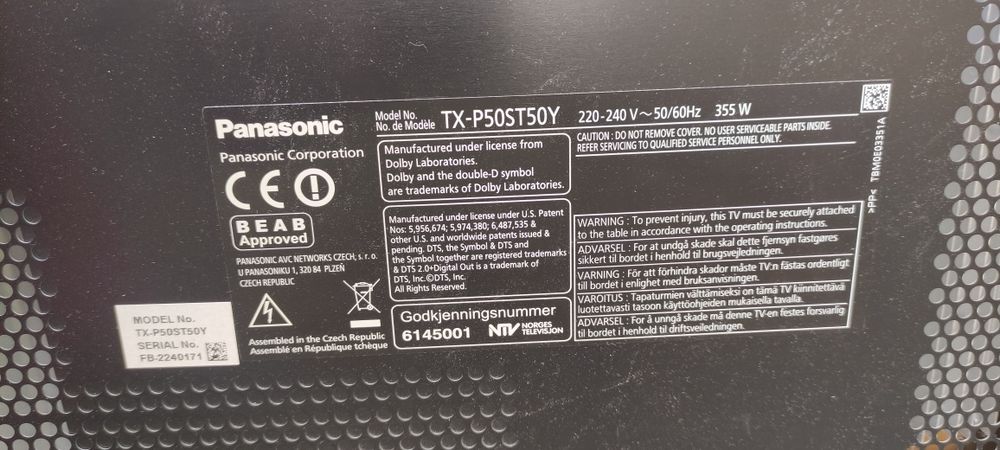 Panasonic
Model No.
No. de Modèle
TX-P50ST50Y
220-240 V~50/60Hz 355 W
Panasonic Corporation
CE
BEAB
Approved
PANASONIC AVC NETWORKS CZECH, s. r. o.
U PANASONIKU 1, 320 84 PLZEŇ
CZECH REPUBLIC
Assembled in the Czech Republic
Assemblé en République tchèque
Manufactured under license from
Dolby Laboratories.
Dolby and the double-D symbol
are trademarks of Dolby Laboratories.
Manufactured under license under U.S. Patent
Nos: 5,956,674; 5,974,380; 6,487,535 &
other U.S. and worldwide patents issued &
pending. DTS, the Symbol & DTS and
the Symbol together are registered trademarks
& DTS 2.0+Digital Out is a trademark of
DTS, Inc.©DTS, Inc.
All Rights Reserved.
Godkjenningsnummer
6145001
NTV NORGES
TELEVISJON
CAUTION : DO NOT REMOVE COVER. NO USER SERVICEABLE PARTS INSIDE.
REFER SERVICING TO QUALIFIED SERVICE PERSONNEL ONLY.
WARNING : To prevent injury, this TV must be securely attached
to the table in accordance with the operating instructions.
ADVARSEL : For at undgå skade skal dette fjernsyn fastgøres
sikkert til bordet i henhold til brugsvejledningen.
VARNING : För att förhindra skador måste TV:n fästas ordentligt
till bordet i enlighet med bruksanvisningen.
VAROITUS : Tapaturmien välttämiseksi on tämä TV kiinnitettävä
luotettavasti tasoon käyttöohjeiden mukaisella tavalla.
ADVARSEL : For å unngå skade må denne TV-en festes forsvarlig
til bordet i henhold til driftsveiledningen.
>PP< TBM0E03351A
MODEL No.
TX-P50ST50Y
SERIAL No.
FB-2240171